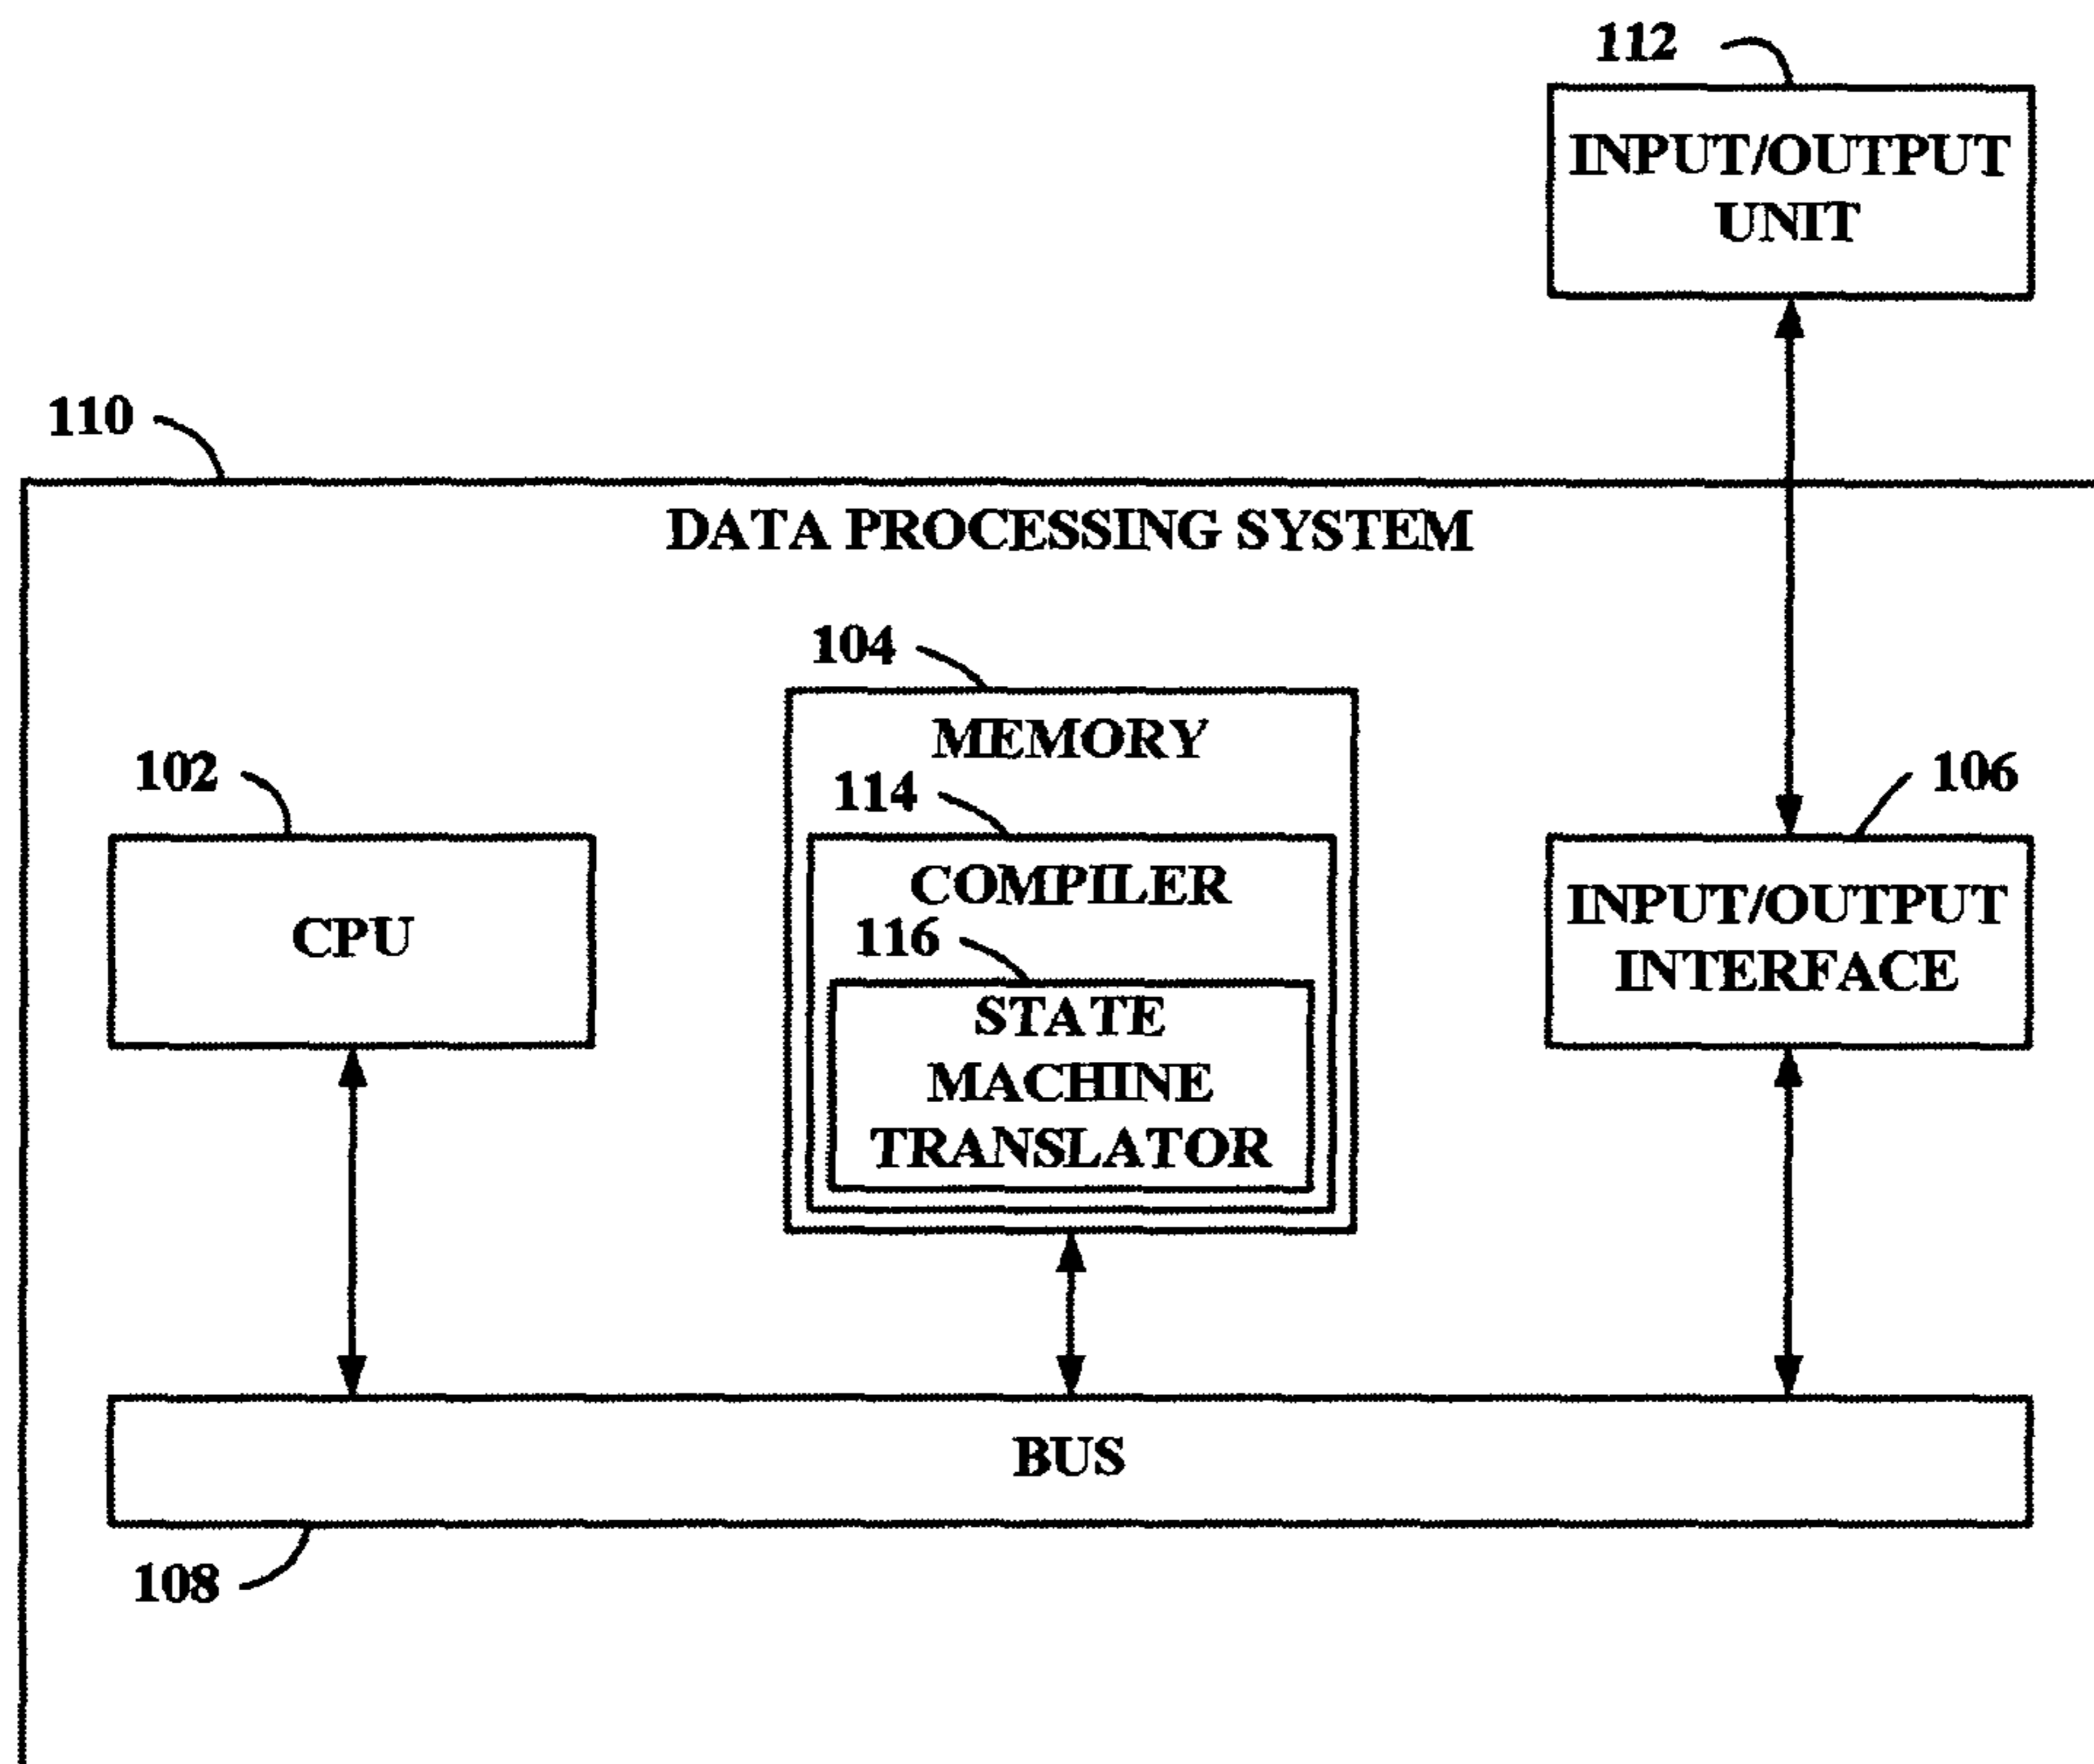 112
INPUT/OUTPUT
UNIT
110
DATA PROCESSING SYSTEM
104
MEMORY
102
114
106
COMPILER
CPU
116
INPUT/OUTPUT
INTERFACE
STATE
MACHINE
TRANSLATOR
BUS
108